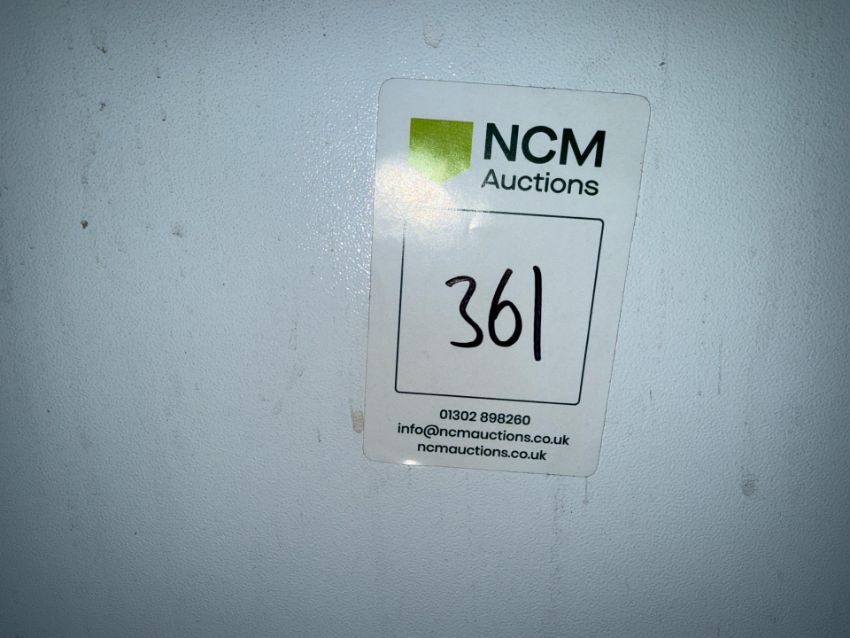 NCM
Auctions
361
01302 898260
info@ncmauctions.co.uk
ncmauctions.co.uk